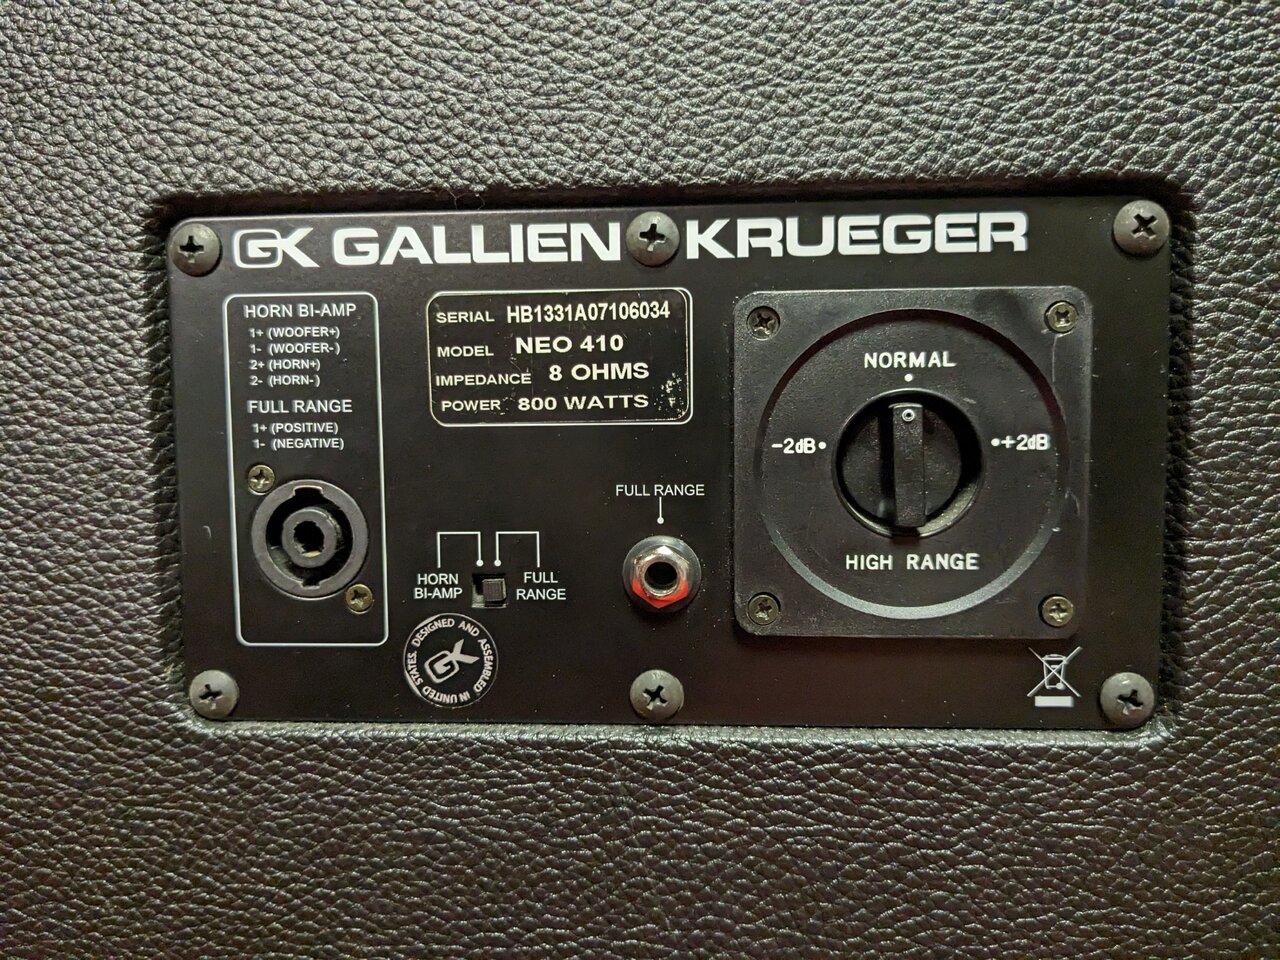 GK GALLIEN KRUEGER
HORN BI-AMP
1+ (WOOFER+)
1- (WOOFER-)
2+ (HORN+)
2- (HORN-)
FULL RANGE
1+ (POSITIVE)
1- (NEGATIVE)
SERIAL HB1331A07106034
MODEL NEO 410
IMPEDANCE 8 OHMS
POWER 800 WATTS
HORN
BI-AMP
FULL
RANGE
GK
DESIGNED AND ASSEMBLED IN UNITED STATES.
FULL RANGE
NORMAL
-2dB
+2dB
HIGH RANGE